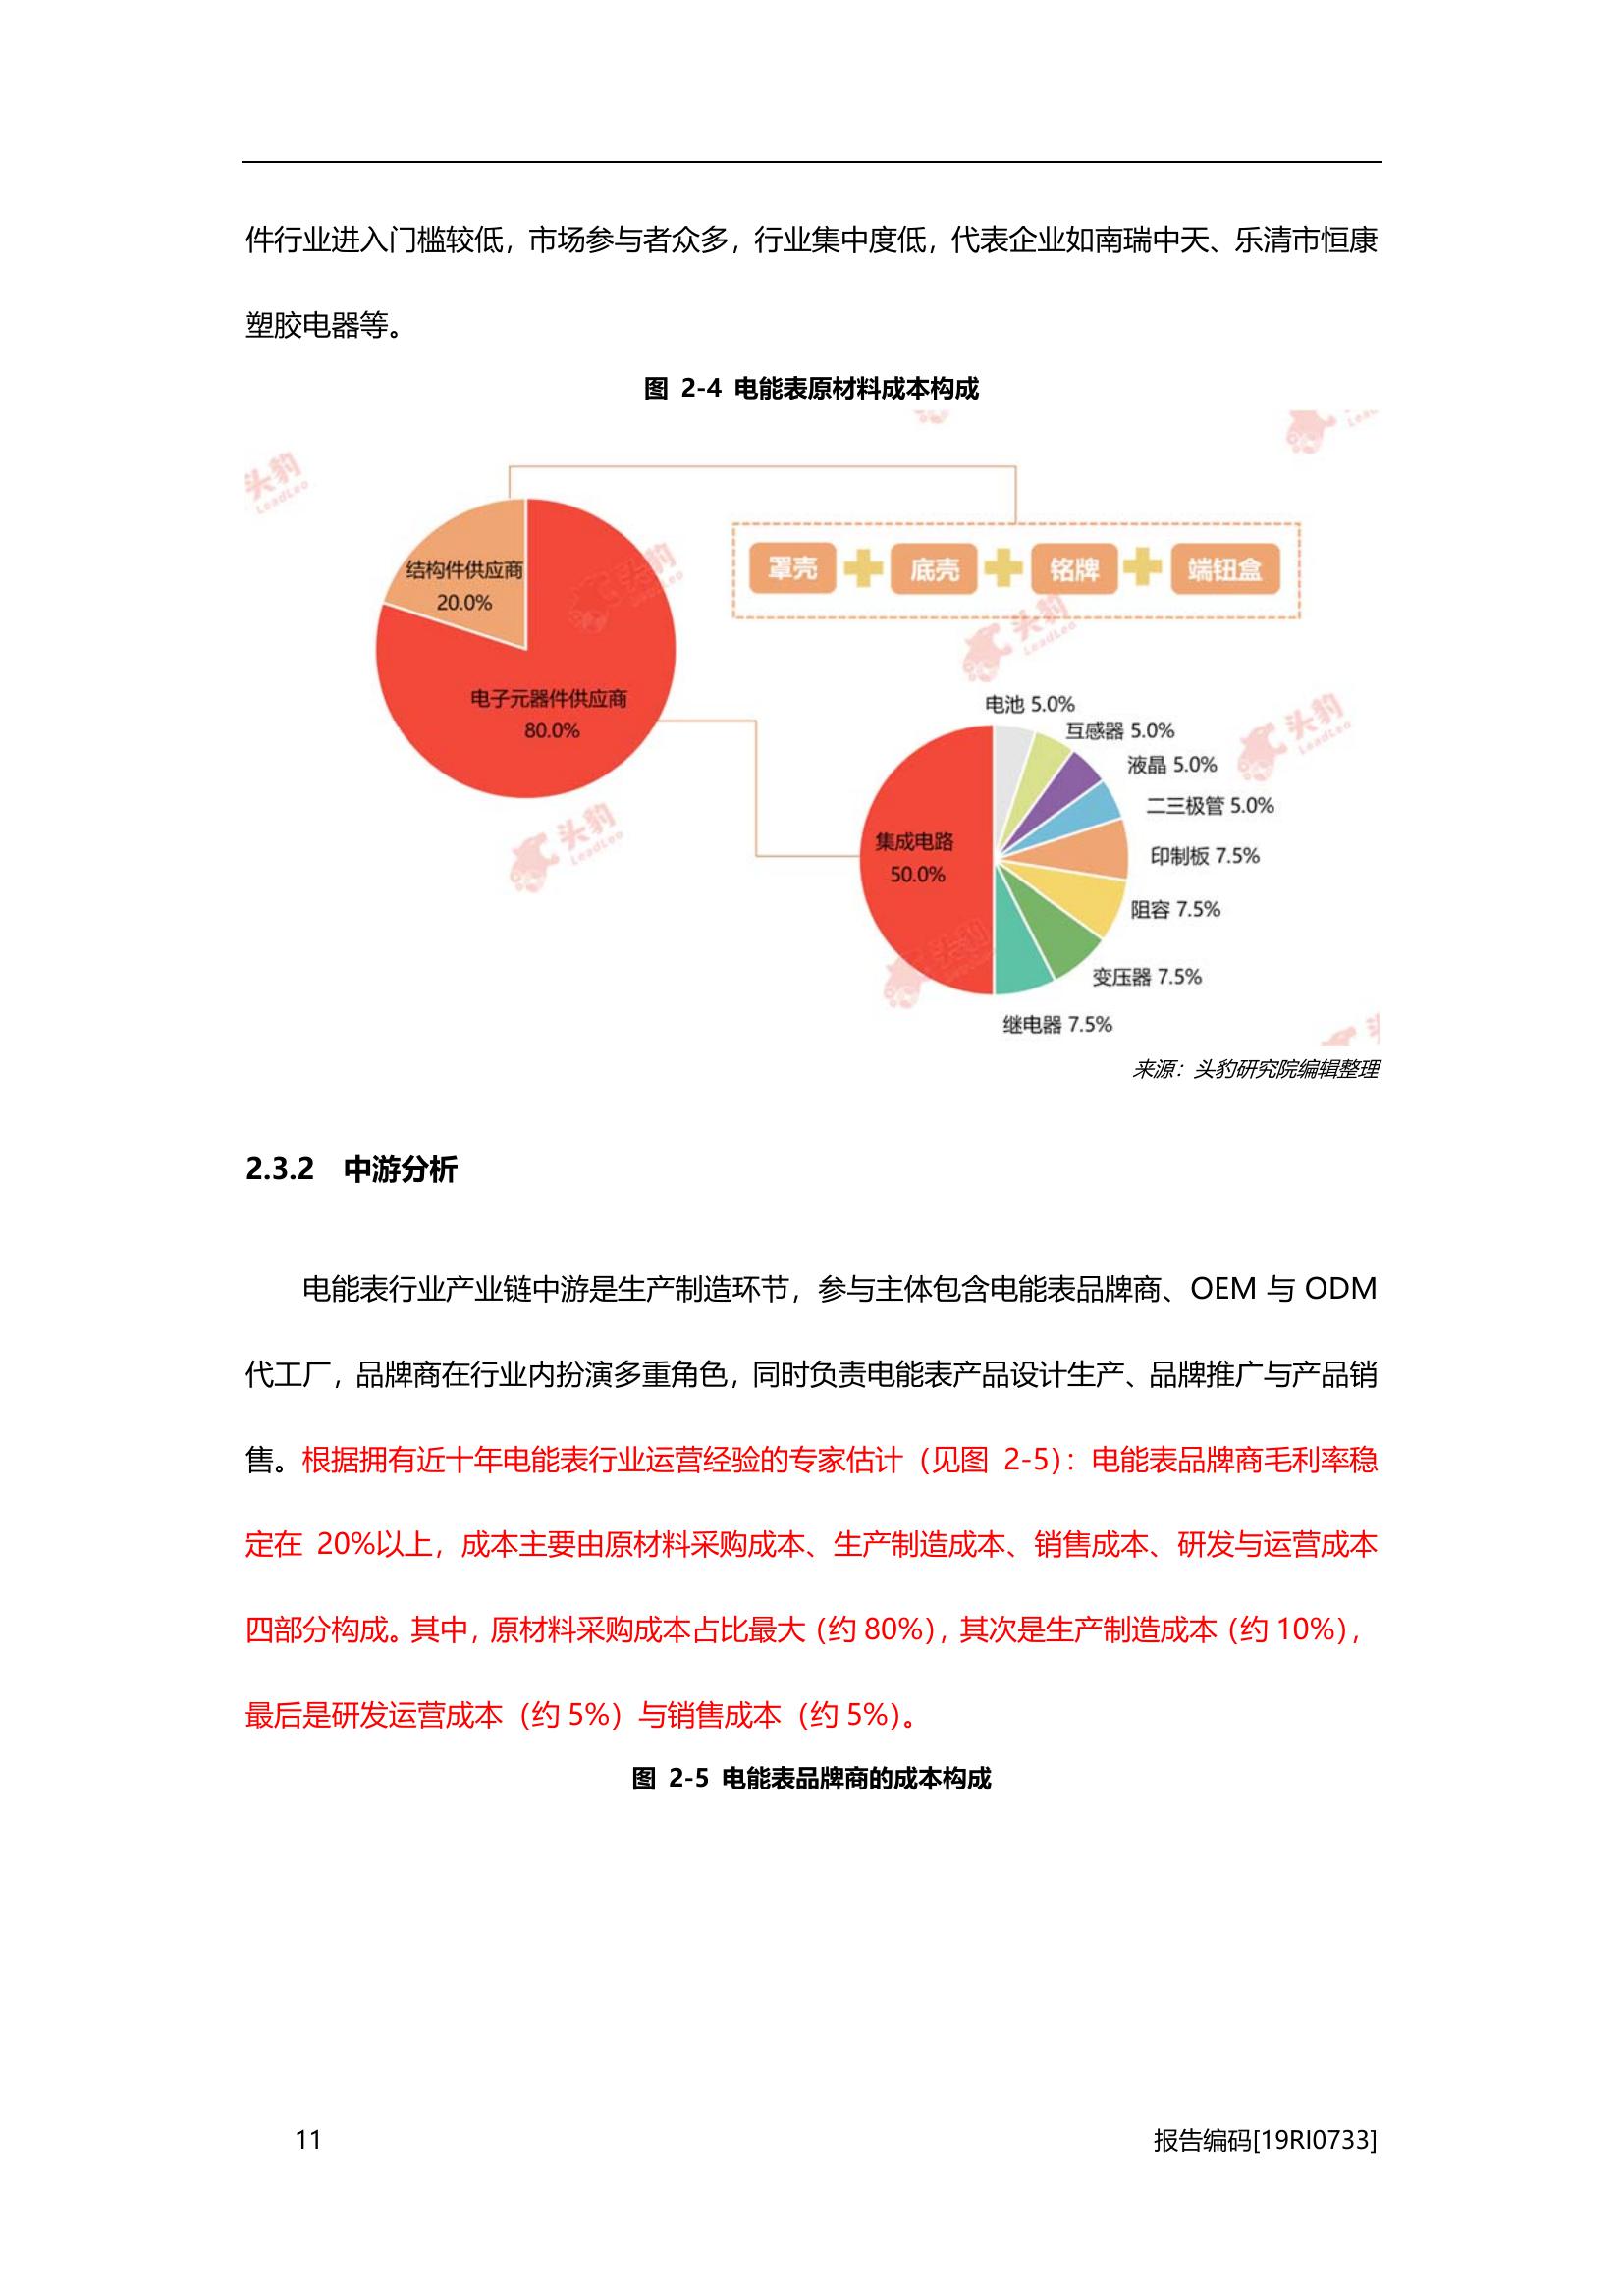 件行业进入门槛较低，市场参与者众多，行业集中度低，代表企业如南瑞中天、乐清市恒康
塑胶电器等。
图 2-4 电能表原材料成本构成
结构件供应商
20.0%
电子元器件供应商
80.0%
罩壳
底壳
铭牌
端钮盒
电池 5.0%
互感器 5.0%
液晶 5.0%
二三极管 5.0%
印制板 7.5%
阻容 7.5%
变压器 7.5%
继电器 7.5%
集成电路
50.0%
头豹
LeadLeo
头豹
LeadLeo
头豹
LeadLeo
头豹
LeadLeo
来源：头豹研究院编辑整理
2.3.2 中游分析
电能表行业产业链中游是生产制造环节，参与主体包含电能表品牌商、OEM 与 ODM
代工厂，品牌商在行业内扮演多重角色，同时负责电能表产品设计生产、品牌推广与产品销
售。根据拥有近十年电能表行业运营经验的专家估计（见图 2-5）：电能表品牌商毛利率稳
定在 20%以上，成本主要由原材料采购成本、生产制造成本、销售成本、研发与运营成本
四部分构成。其中，原材料采购成本占比最大（约 80%），其次是生产制造成本（约 10%），
最后是研发运营成本（约 5%）与销售成本（约 5%）。
图 2-5 电能表品牌商的成本构成
11
报告编码[19RI0733]